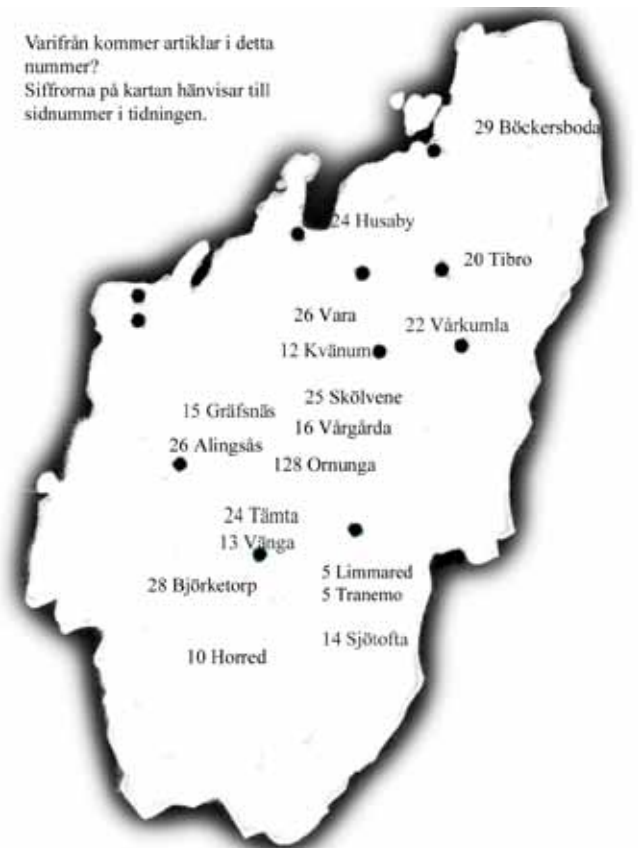 Varifrån kommer artiklar i detta
nummer?
Siffrorna på kartan hänvisar till
sidnummer i tidningen.
29 Böckersboda
24 Husaby
20 Tibro
26 Vara
22 Vårkumla
12 Kvänum
25 Skölvene
15 Gräfsnäs
16 Vårgårda
26 Alingsås
128 Ornunga
24 Tämta
13 Vänga
5 Limmared
28 Björketorp
5 Tranemo
14 Sjötofta
10 Horred